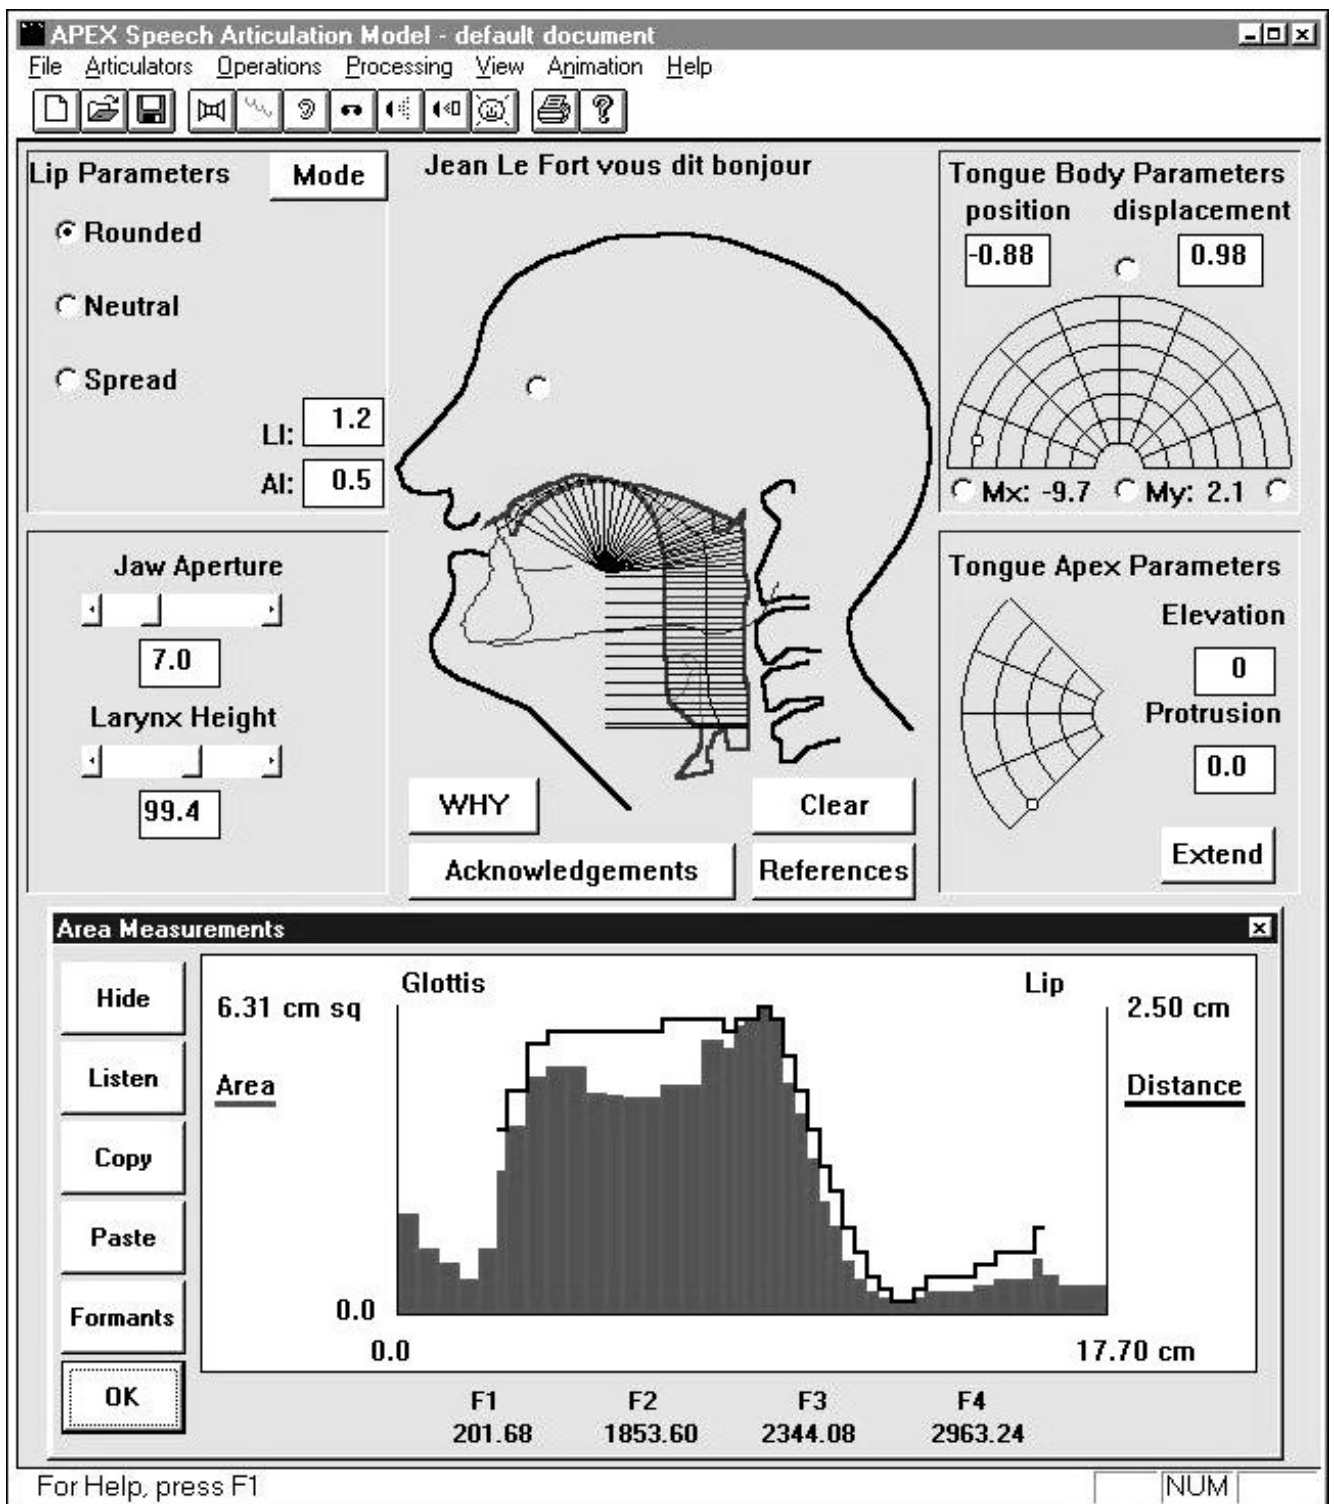 APEX Speech Articulation Model - default document
File Articulators Operations Processing View Animation Help
Lip Parameters
Mode
Rounded
Neutral
Spread
LI: 1.2
AI: 0.5
Jean Le Fort vous dit bonjour
Tongue Body Parameters
position displacement
-0.88 0.98
Mx: -9.7 My: 2.1
Jaw Aperture
7.0
Larynx Height
99.4
Tongue Apex Parameters
Elevation
0
Protrusion
0.0
Extend
WHY
Clear
Acknowledgements
References
Area Measurements
Hide
Listen
Copy
Paste
Formants
OK
Glottis Lip
6.31 cm sq 2.50 cm
Area Distance
0.0
0.0 17.70 cm
F1 F2 F3 F4
201.68 1853.60 2344.08 2963.24
For Help, press F1 NUM